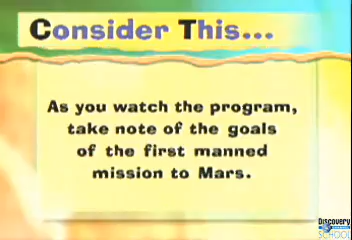 Consider This...
As you watch the program,
take note of the goals
of the first manned
mission to Mars.
Discovery
CHANNEL
SCHOOL